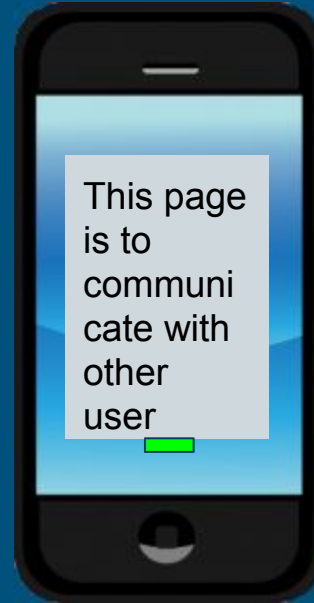 This page
is to
communi
cate with
other
user